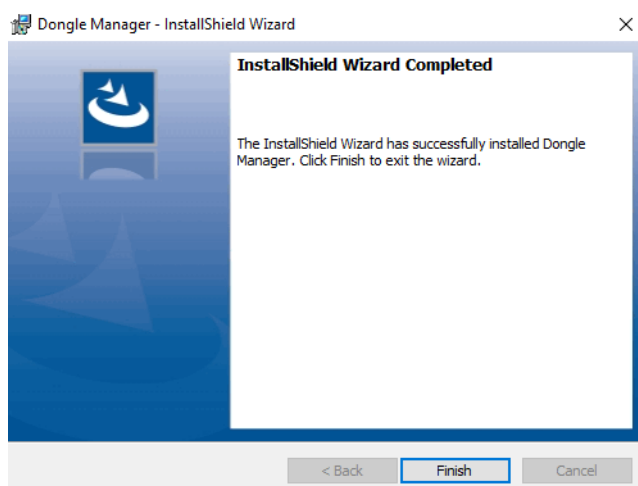 Dongle Manager - InstallShield Wizard
InstallShield Wizard Completed
The InstallShield Wizard has successfully installed Dongle
Manager. Click Finish to exit the wizard.
< Back
Finish
Cancel